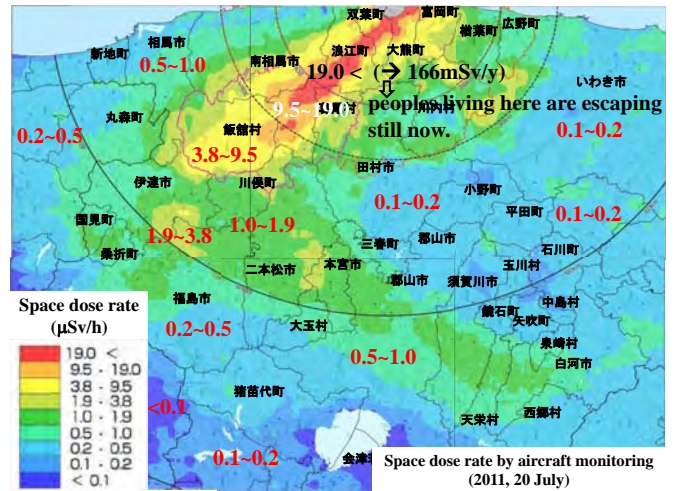 双葉町
富岡町
広野町
楢葉町
新地町
相馬市
南相馬市
浪江町
大熊町
0.5~1.0
19.0 < (→ 166mSv/y)
いわき市
丸森町
9.5~19.0
川内村
peoples living here are escaping
still now.
0.2~0.5
飯舘村
0.1~0.2
3.8~9.5
田村市
伊達市
川俣町
小野町
0.1~0.2
平田町
0.1~0.2
国見町
1.9~3.8
1.0~1.9
桑折町
三春町
郡山市
石川町
玉川村
二本松市
本宮市
郡山市
須賀川市
Space dose rate
(μSv/h)
福島市
中島村
鏡石町
矢吹町
0.2~0.5
大玉村
泉崎村
0.5~1.0
白河市
19.0 <
9.5 - 19.0
3.8 - 9.5
1.9 - 3.8
1.0 - 1.9
0.5 - 1.0
0.2 - 0.5
0.1 - 0.2
< 0.1
<0.1
猪苗代町
天栄村
西郷村
0.1~0.2
会津
Space dose rate by aircraft monitoring
(2011, 20 July)